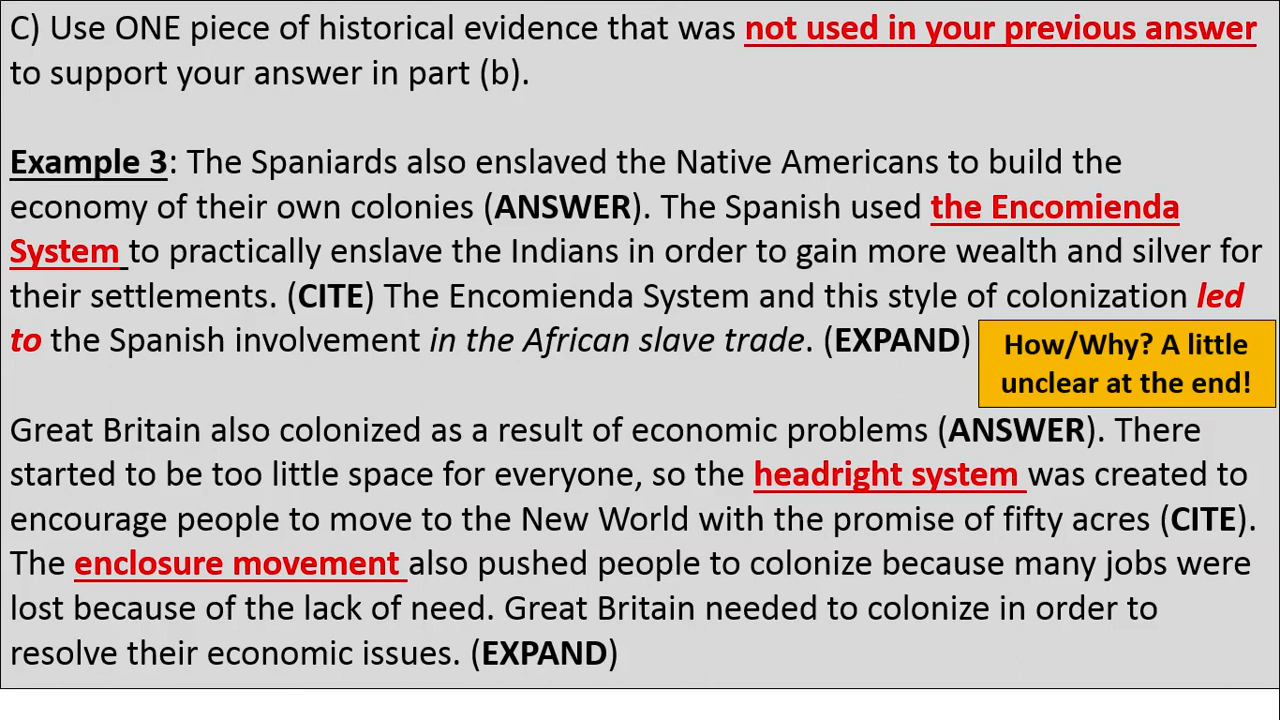 C) Use ONE piece of historical evidence that was not used in your previous answer
to support your answer in part (b).
Example 3: The Spaniards also enslaved the Native Americans to build the
economy of their own colonies (ANSWER). The Spanish used the Encomienda
System to practically enslave the Indians in order to gain more wealth and silver for
their settlements. (CITE) The Encomienda System and this style of colonization led
to the Spanish involvement in the African slave trade. (EXPAND)
How/Why? A little
unclear at the end!
Great Britain also colonized as a result of economic problems (ANSWER). There
started to be too little space for everyone, so the headright system was created to
encourage people to move to the New World with the promise of fifty acres (CITE).
The enclosure movement also pushed people to colonize because many jobs were
lost because of the lack of need. Great Britain needed to colonize in order to
resolve their economic issues. (EXPAND)